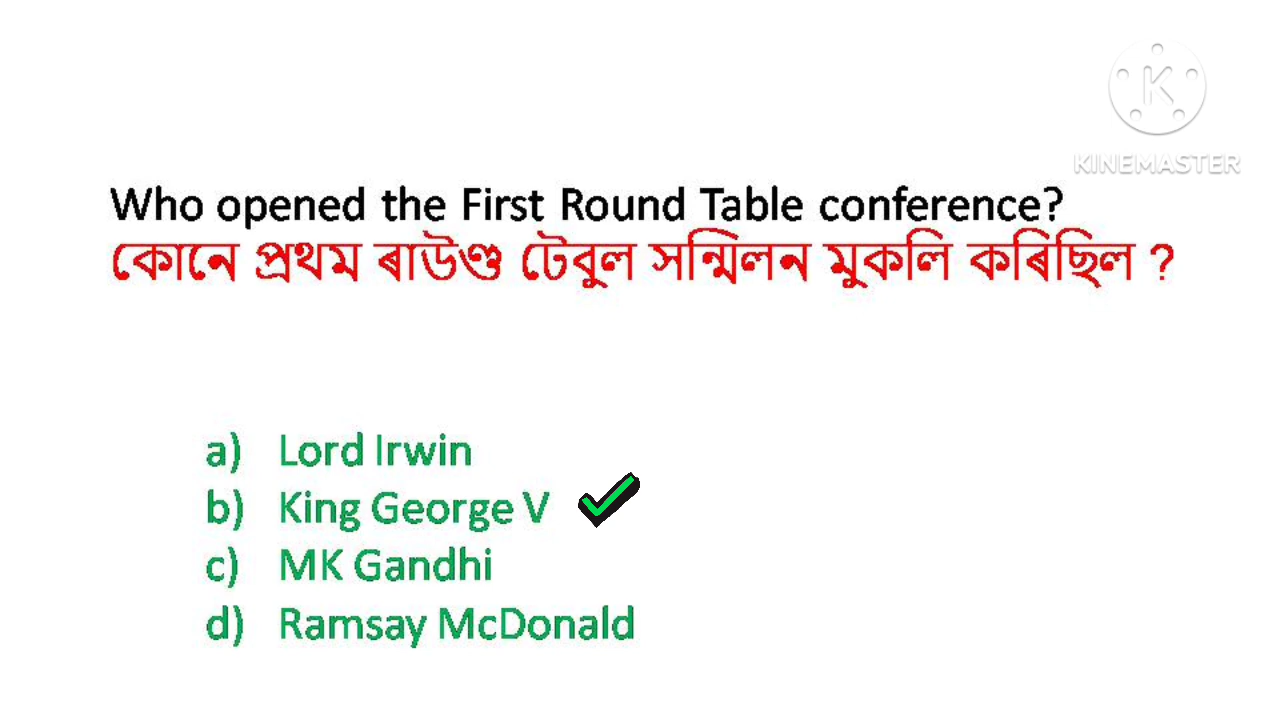 K
KINEMASTER
Who opened the First Round Table conference?
কোনে প্ৰথম ৰাউণ্ড টেবুল সন্মিলন মুকলি কৰিছিল ?
a) Lord Irwin
b) King George V
c) MK Gandhi
d) Ramsay McDonald